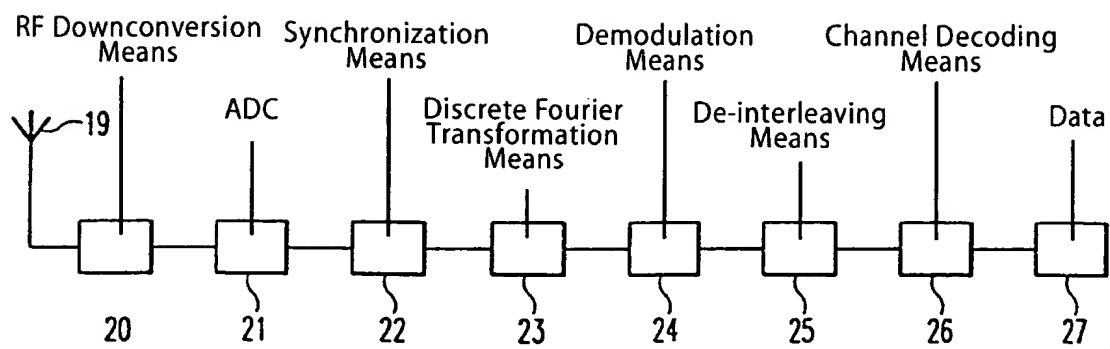 RF Downconversion
Means
Synchronization
Means
Demodulation
Means
Channel Decoding
Means
19
ADC
Discrete Fourier
Transformation
Means
De-interleaving
Means
Data
20
21
22
23
24
25
26
27